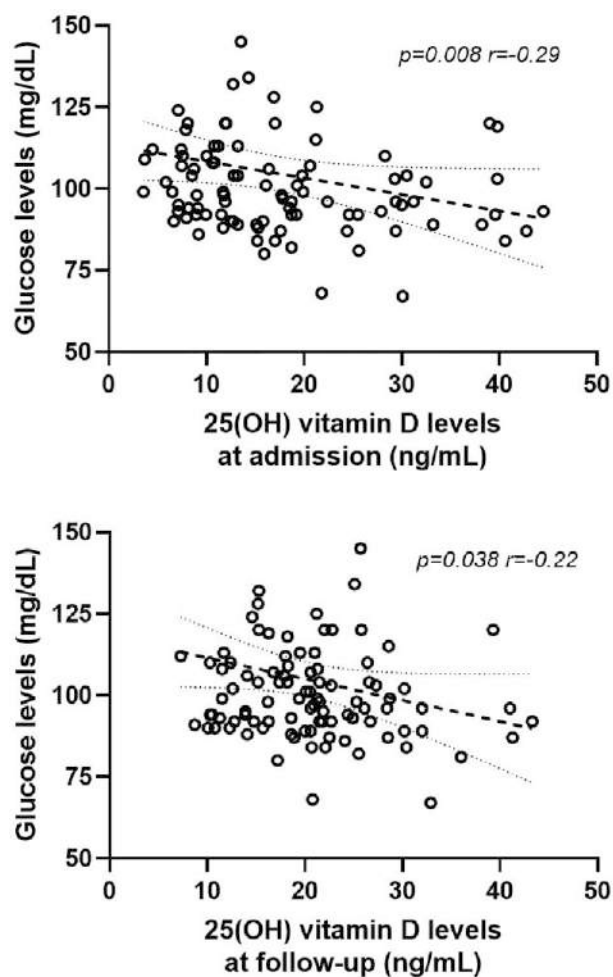 150
p=0.008 r=-0.29
125
100
75
50
Glucose levels (mg/dL)
0 10 20 30 40 50
25(OH) vitamin D levels
at admission (ng/mL)
150
p=0.038 r=-0.22
125
100
75
50
Glucose levels (mg/dL)
0 10 20 30 40 50
25(OH) vitamin D levels
at follow-up (ng/mL)